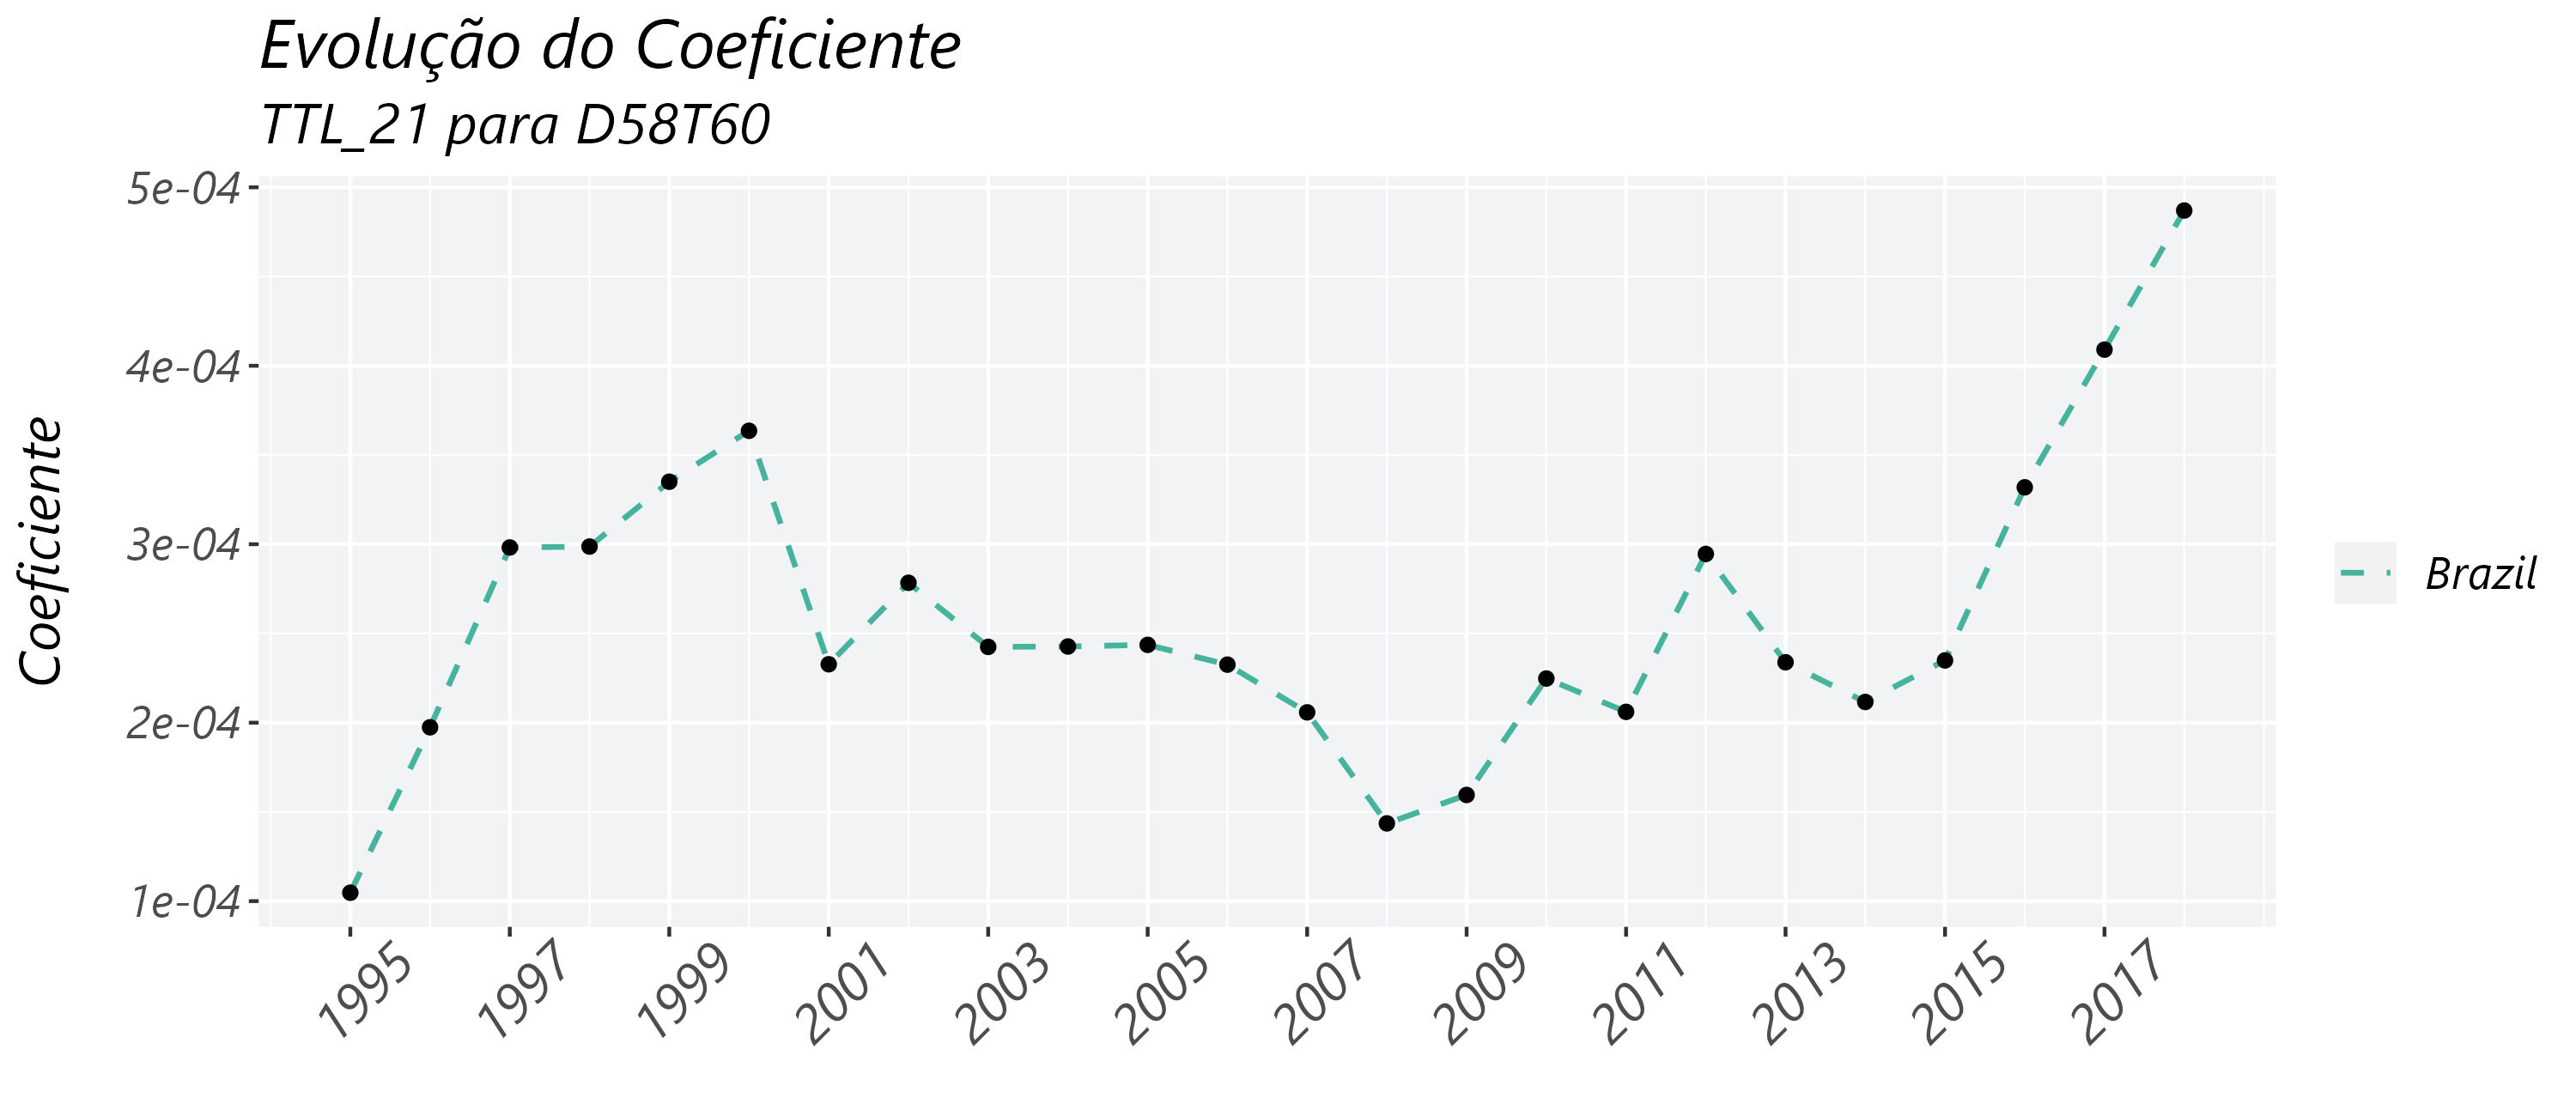 Evolução do Coeficiente
TTL_21 para D58T60
Coeficiente
5e-04
4e-04
3e-04
2e-04
1e-04
1995
1997
1999
2001
2003
2005
2007
2009
2011
2013
2015
2017
Brazil